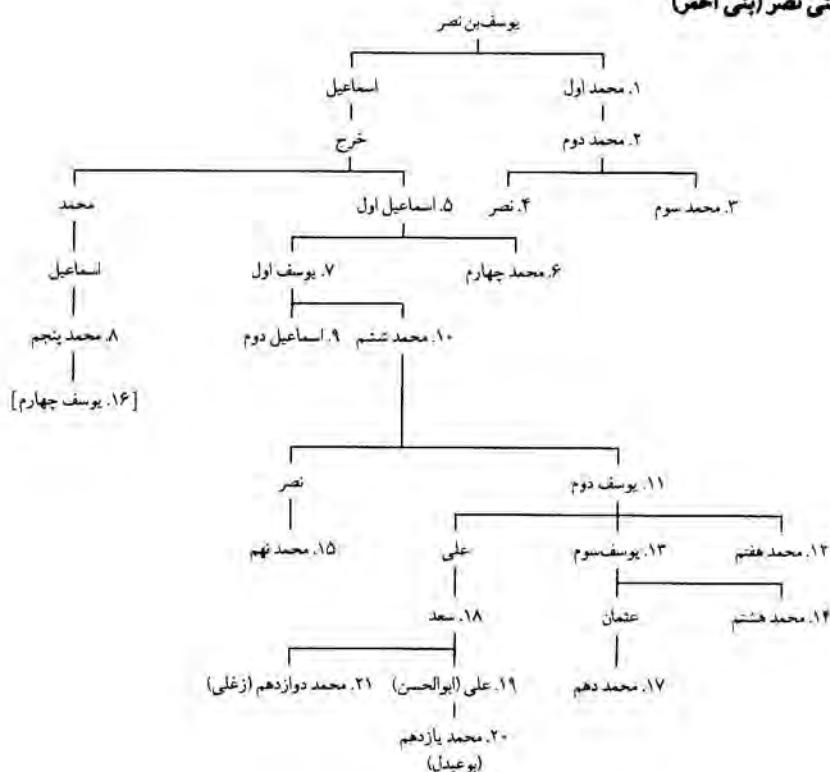 بنی نصر (بنی احمر)
یوسف‌بن نصر
۱. محمد اول
اسماعیل
۲. محمد دوم
خرج
۳. محمد سوم
۴. نصر
۵. اسماعیل اول
محمد
۶. محمد چهارم
۷. یوسف اول
اسماعیل
۱۰. محمد ششم
۹. اسماعیل دوم
۸. محمد پنجم
[۱۶. یوسف چهارم]
۱۱. یوسف دوم
نصر
۱۲. محمد هفتم
۱۳. یوسف‌سوم
علی
۱۵. محمد نهم
۱۴. محمد هشتم
عثمان
۱۸. سعد
۱۷. محمد دهم
۱۹. علی (ابوالحسن)
۲۱. محمد دوازدهم (زغلی)
۲۰. محمد یازدهم
(بوعبدل)